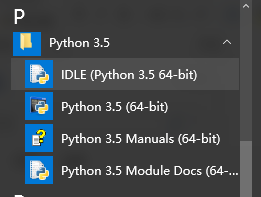 P
Python 3.5
IDLE (Python 3.5 64-bit)
Python 3.5 (64-bit)
Python 3.5 Manuals (64-bit)
Python 3.5 Module Docs (64-...